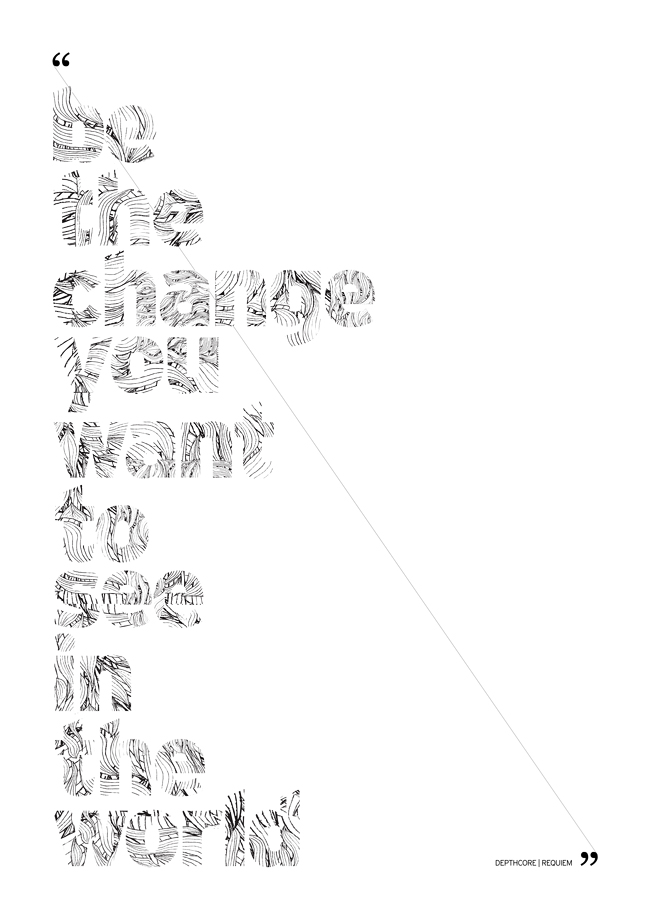 “
be
the
change
you
want
to
see
in
the
world
DEPTHCORE | REQUIEM ”